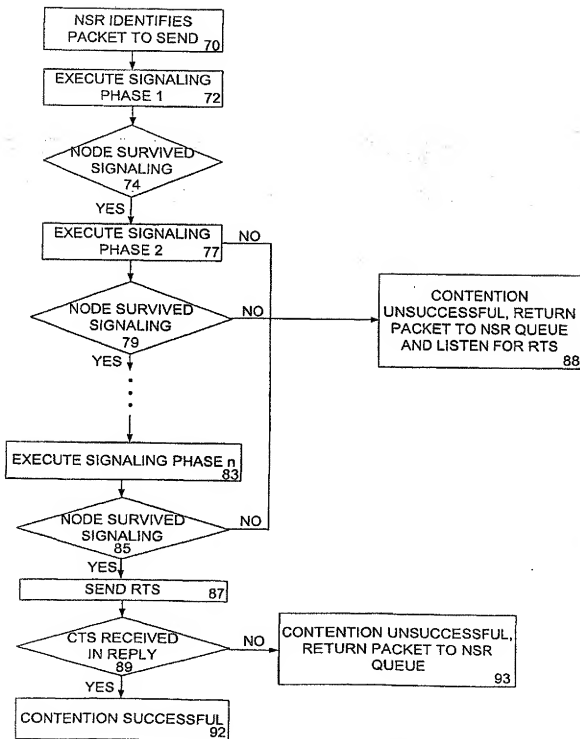 NSR IDENTIFIES
PACKET TO SEND
70
EXECUTE SIGNALING
PHASE 1
72
NODE SURVIVED
SIGNALING
74
YES
EXECUTE SIGNALING
PHASE 2
77
NO
NODE SURVIVED
SIGNALING
79
NO
YES
CONTENTION
UNSUCCESSFUL, RETURN
PACKET TO NSR QUEUE
AND LISTEN FOR RTS
88
EXECUTE SIGNALING PHASE n
83
NODE SURVIVED
SIGNALING
85
NO
YES
SEND RTS
87
CTS RECEIVED
IN REPLY
89
NO
CONTENTION UNSUCCESSFUL,
RETURN PACKET TO NSR
QUEUE
93
YES
CONTENTION SUCCESSFUL
92